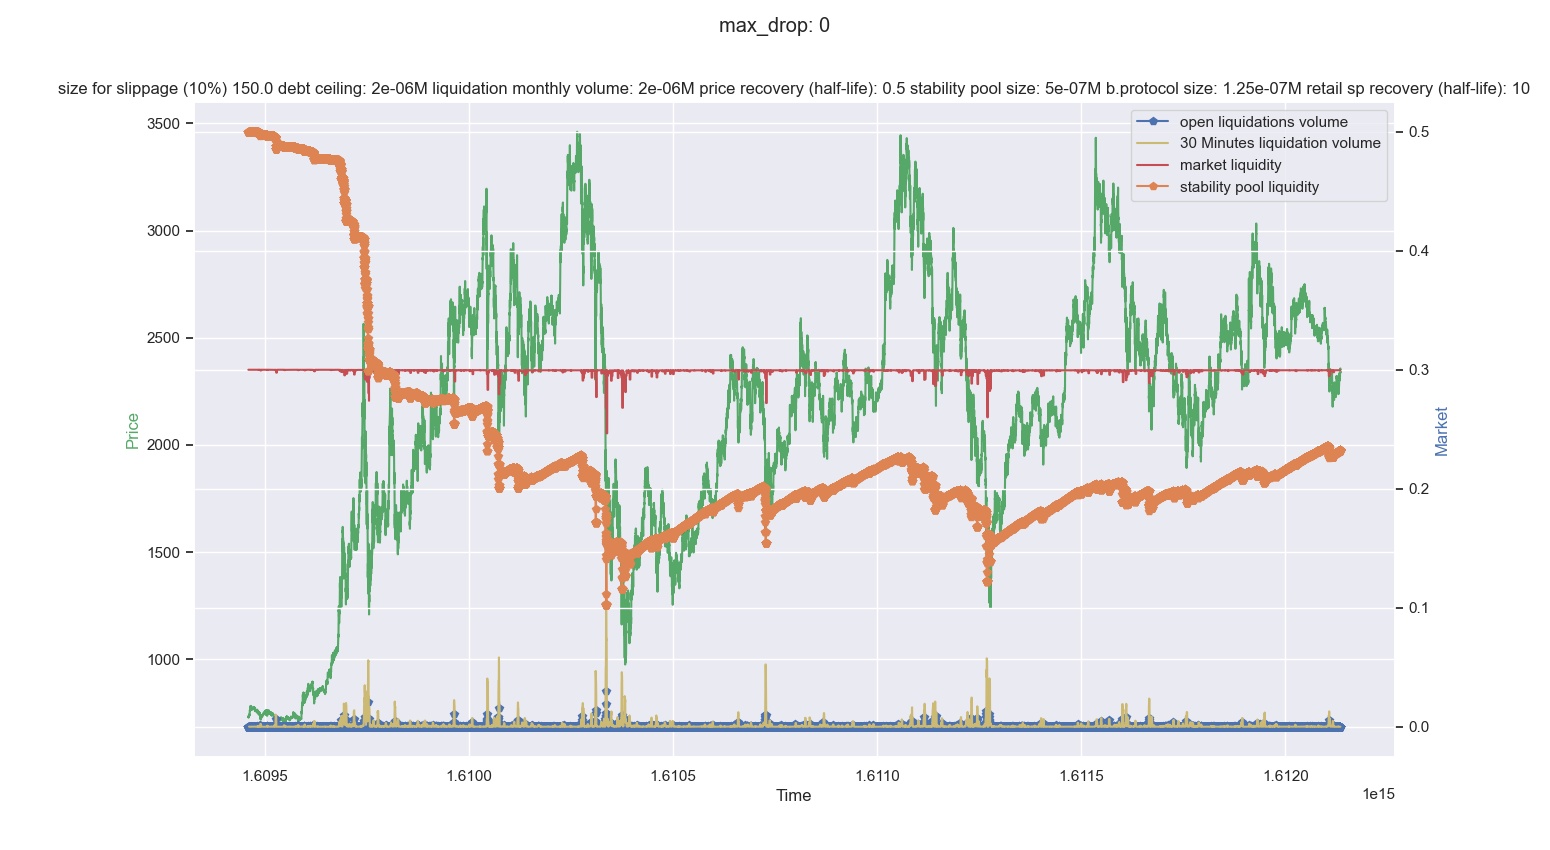 max_drop: 0
size for slippage (10%) 150.0 debt ceiling: 2e-06M liquidation monthly volume: 2e-06M price recovery (half-life): 0.5 stability pool size: 5e-07M b.protocol size: 1.25e-07M retail sp recovery (half-life): 10
open liquidations volume
30 Minutes liquidation volume
market liquidity
stability pool liquidity
3500
3000
2500
2000
1500
1000
Price
0.5
0.4
0.3
0.2
0.1
0.0
Market
1.6095 1.6100 1.6105 1.6110 1.6115 1.6120
1e15
Time